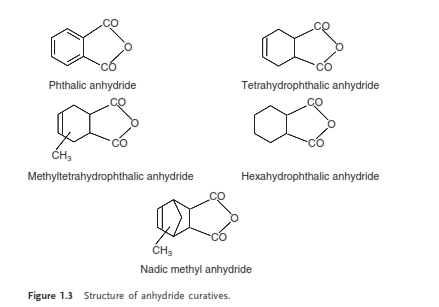 CO
O
CO
Phthalic anhydride
CO
O
CO
Tetrahydrophthalic anhydride
CO
O
CO
CH₃
Methyltetrahydrophthalic anhydride
CO
O
CO
Hexahydrophthalic anhydride
CO
O
CO
CH₃
Nadic methyl anhydride
Figure 1.3 Structure of anhydride curatives.